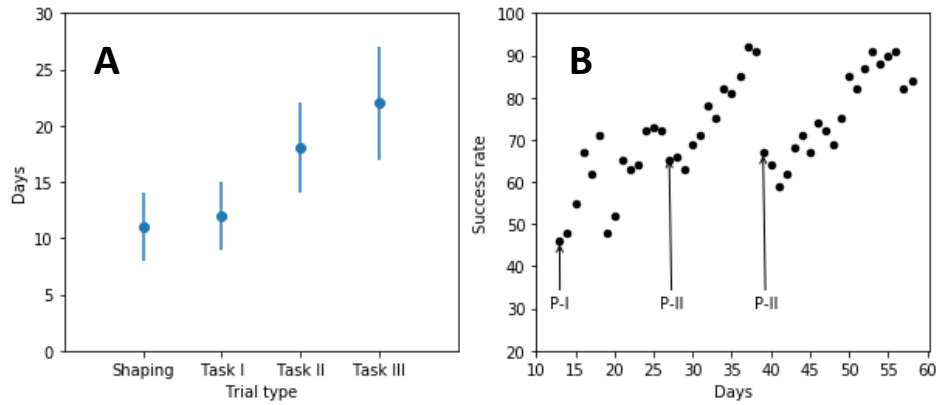 A
30
25
20
15
10
5
0
Days
Shaping Task I Task II Task III
Trial type
B
100
90
80
70
60
50
40
30
20
Success rate
P-I P-II P-II
10 15 20 25 30 35 40 45 50 55 60
Days